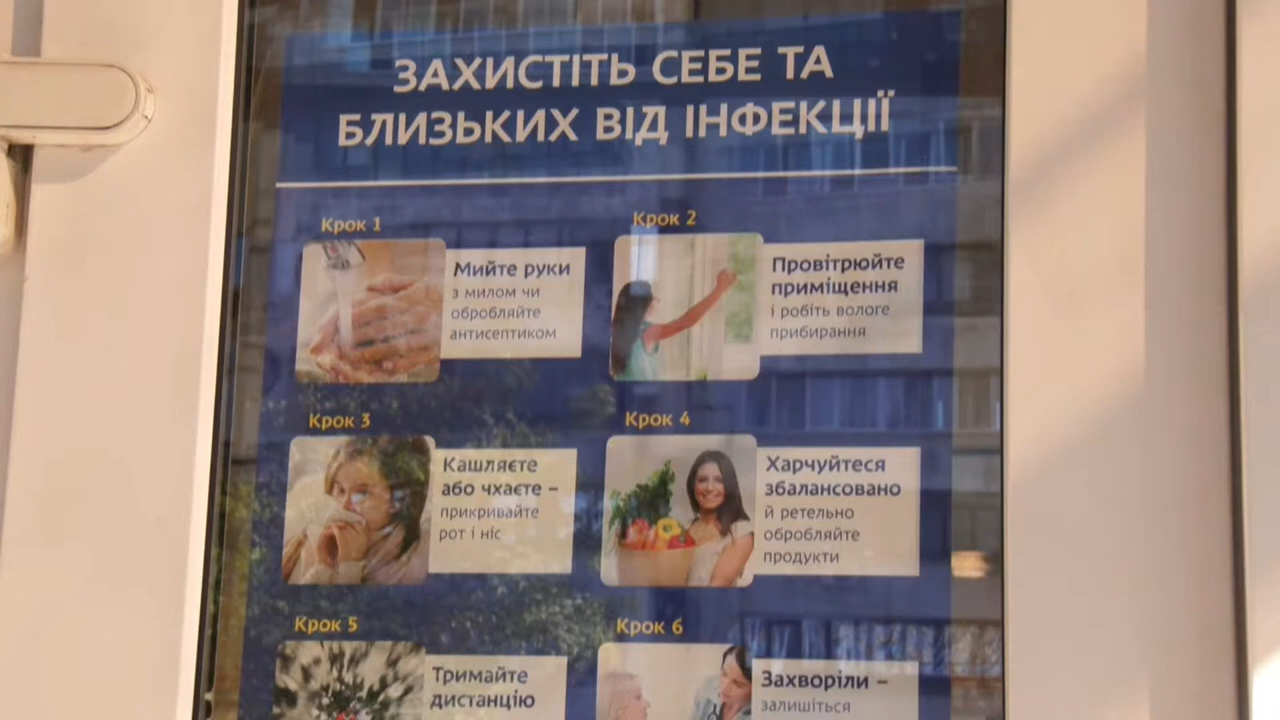 ЗАХИСТІТЬ СЕБЕ ТА
БЛИЗЬКИХ ВІД ІНФЕКЦІЇ
Крок 1
Мийте руки
з милом чи
обробляйте
антисептиком
Крок 2
Провітрюйте
приміщення
і робіть вологе
прибирання
Крок 3
Кашляєте
або чхаєте –
прикривайте
рот і ніс
Крок 4
Харчуйтеся
збалансовано
й ретельно
обробляйте
продукти
Крок 5
Тримайте
дистанцію
Крок 6
Захворіли –
залишіться